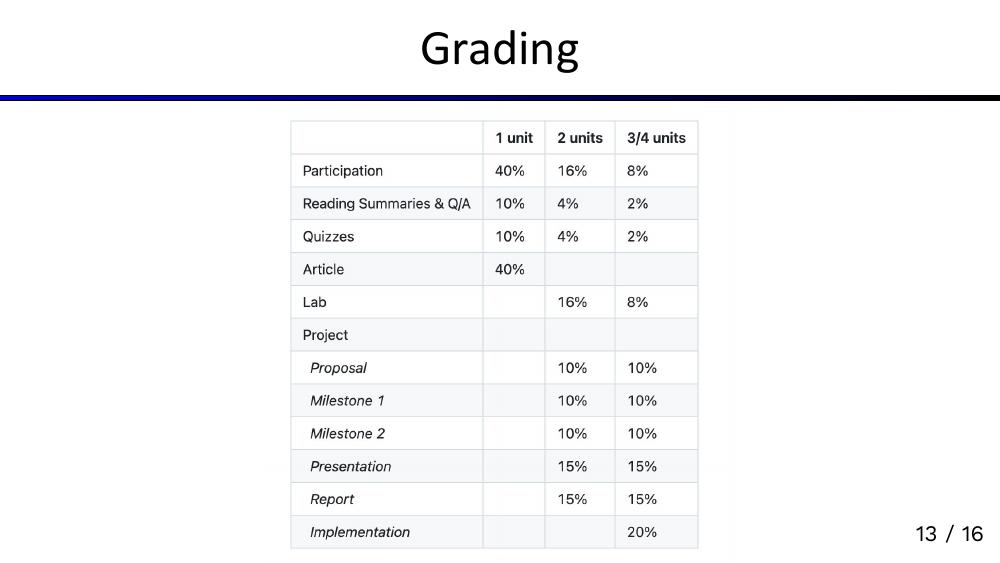 Grading
1 unit 2 units 3/4 units
Participation 40% 16% 8%
Reading Summaries & Q/A 10% 4% 2%
Quizzes 10% 4% 2%
Article 40%
Lab 16% 8%
Project
Proposal 10% 10%
Milestone 1 10% 10%
Milestone 2 10% 10%
Presentation 15% 15%
Report 15% 15%
Implementation 20%
13 / 16